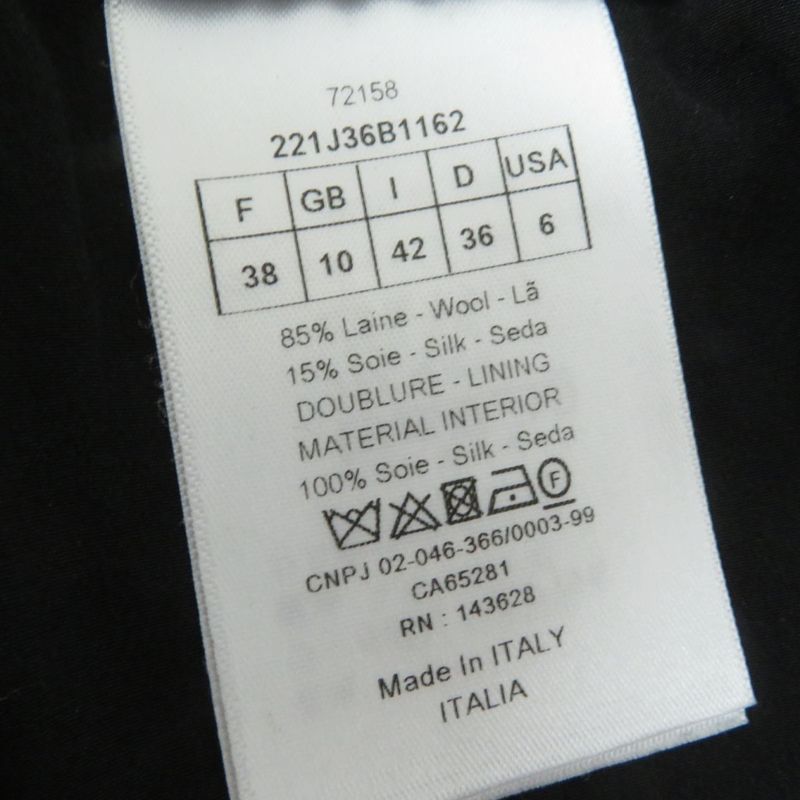 72158
221J36B1162
F GB I D USA
38 10 42 36 6
85% Laine - Wool - Lã
15% Soie - Silk - Seda
DOUBLURE - LINING
MATERIAL INTERIOR
100% Soie - Silk - Seda
F
CNPJ 02-046-366/0003-99
CA65281
RN : 143628
Made In ITALY
ITALIA